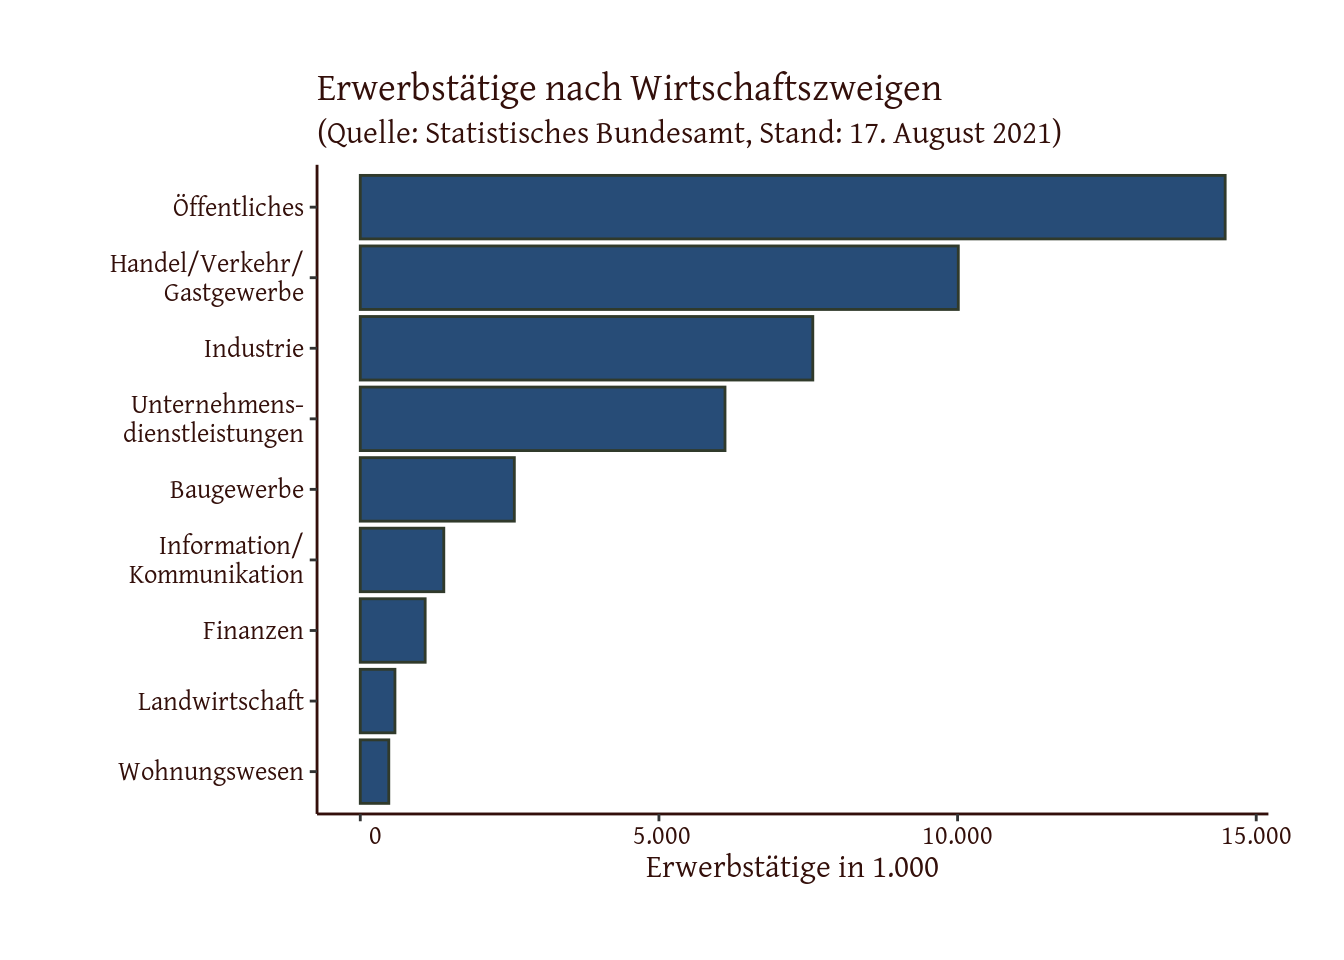 Erwerbstätige nach Wirtschaftszweigen
(Quelle: Statistisches Bundesamt, Stand: 17. August 2021)
Öffentliches
Handel/Verkehr/
Gastgewerbe
Industrie
Unternehmens-
dienstleistungen
Baugewerbe
Information/
Kommunikation
Finanzen
Landwirtschaft
Wohnungswesen
0 5.000 10.000 15.000
Erwerbstätige in 1.000